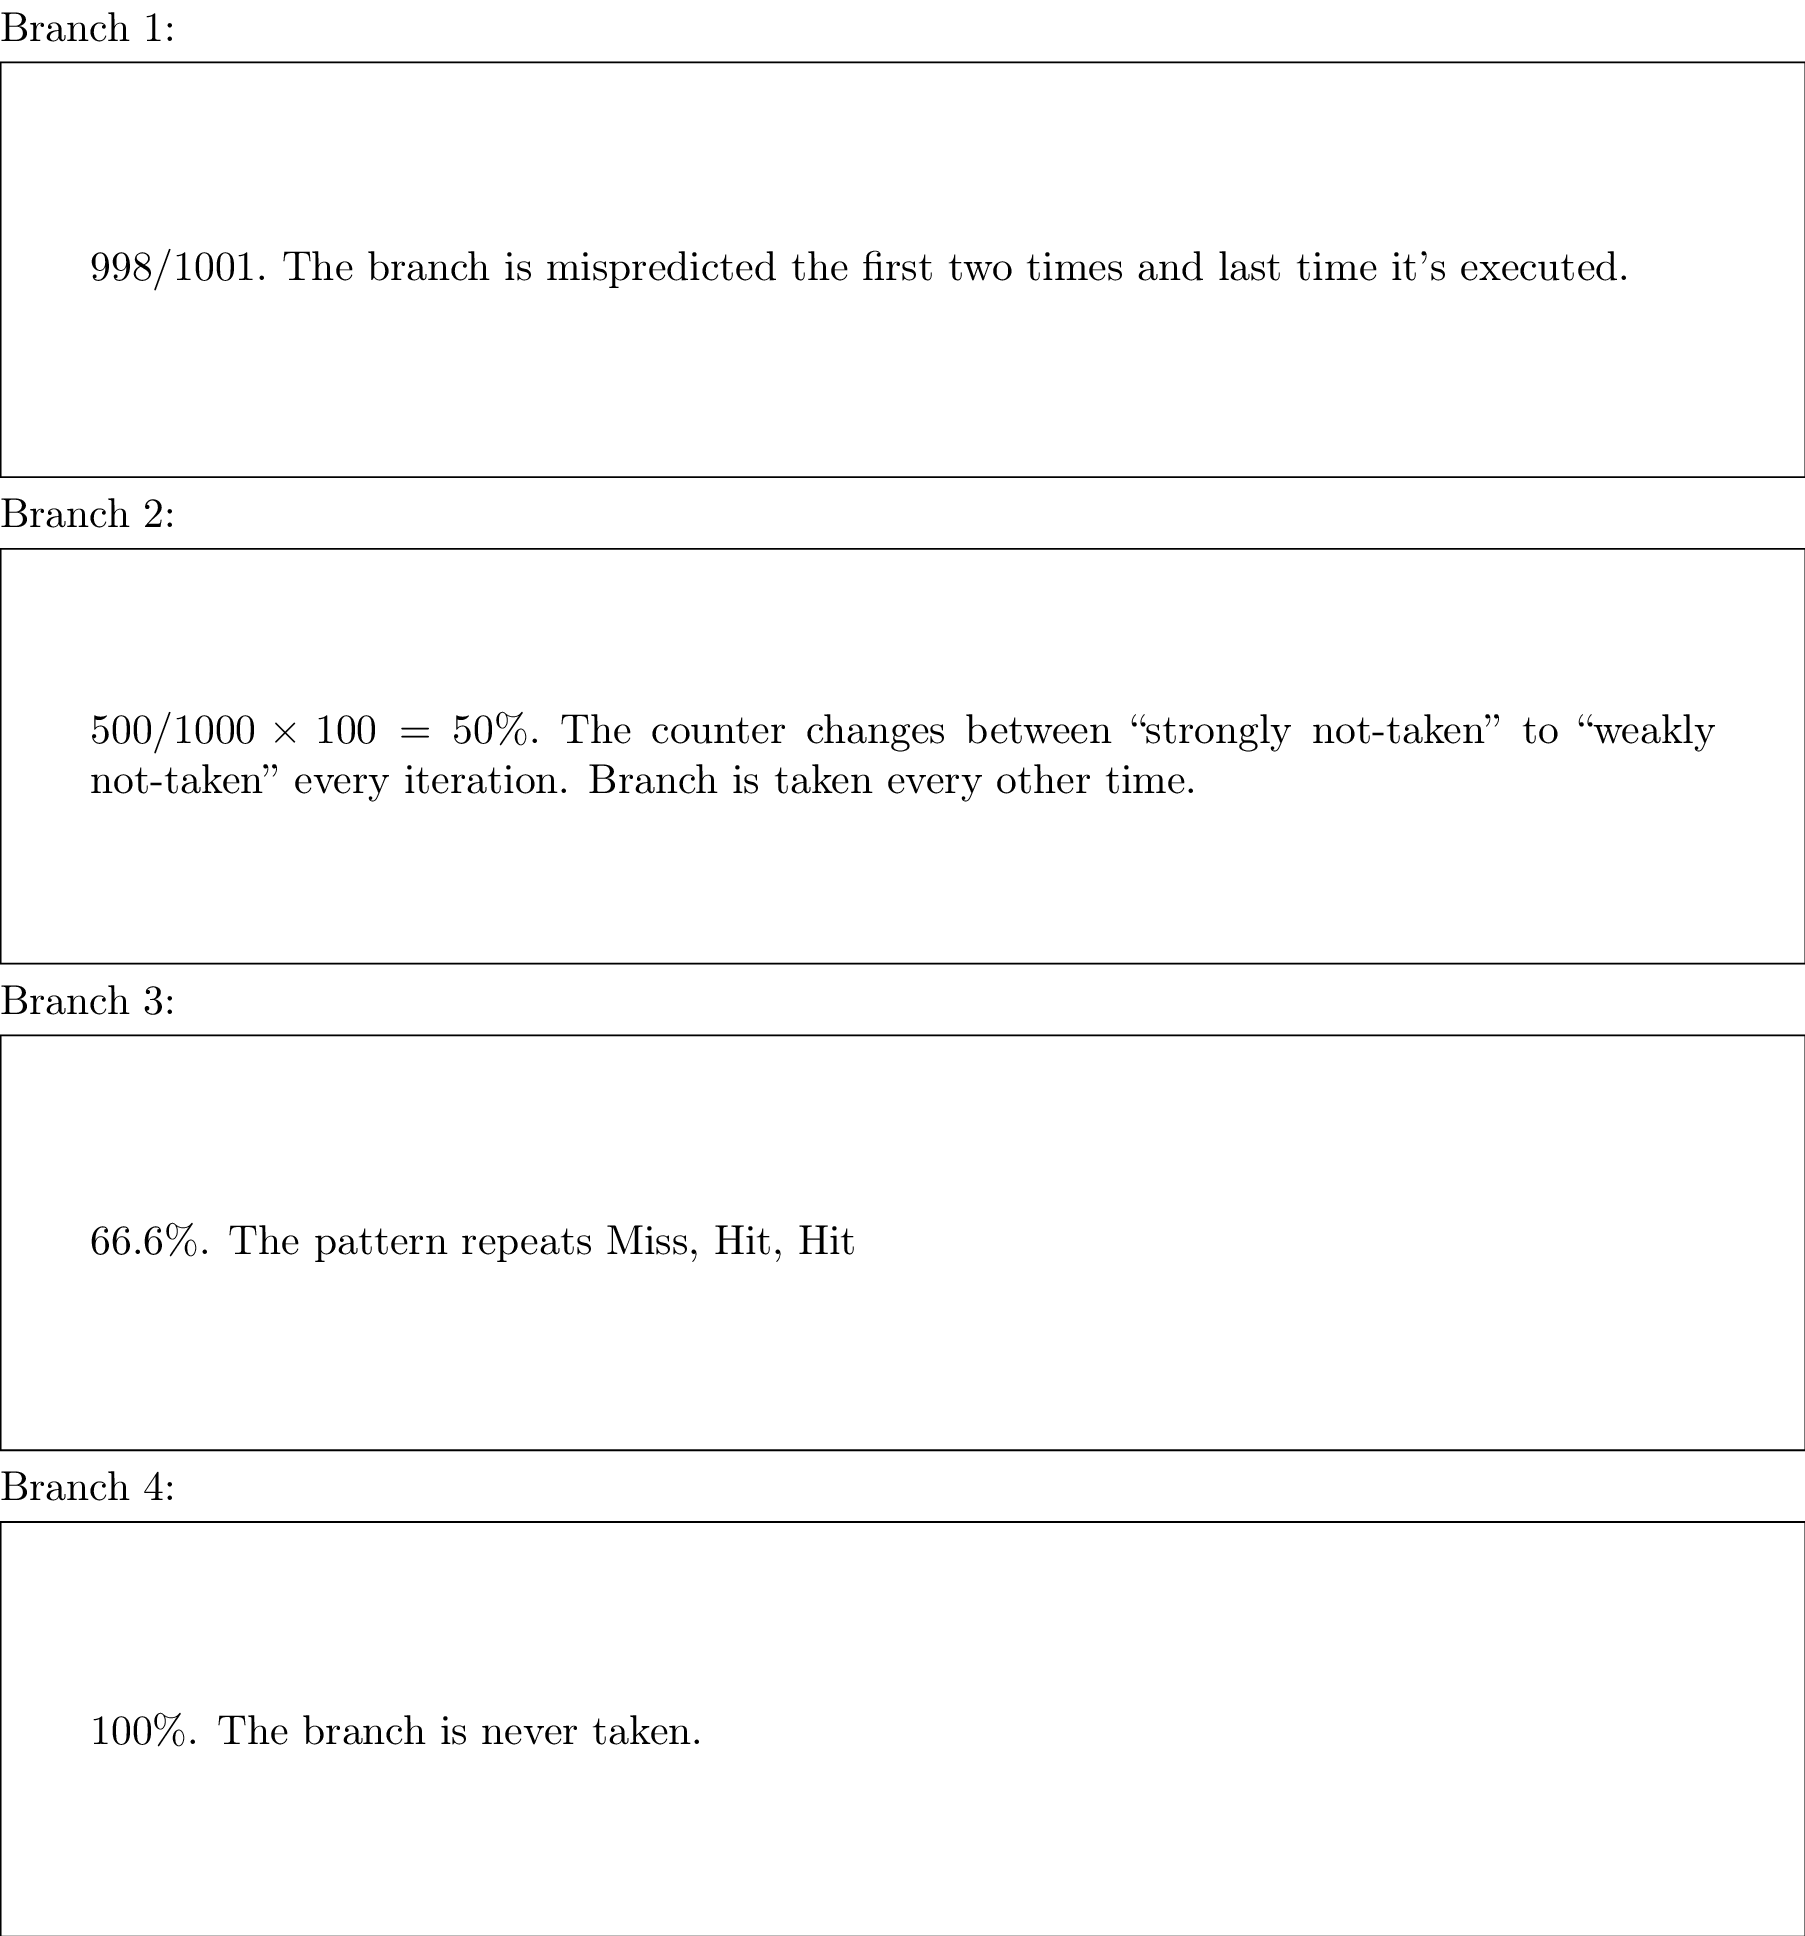 Branch 1:
998/1001. The branch is mispredicted the first two times and last time it's executed.
Branch 2:
500/1000 × 100 = 50%. The counter changes between “strongly not-taken” to “weakly
not-taken” every iteration. Branch is taken every other time.
Branch 3:
66.6%. The pattern repeats Miss, Hit, Hit
Branch 4:
100%. The branch is never taken.